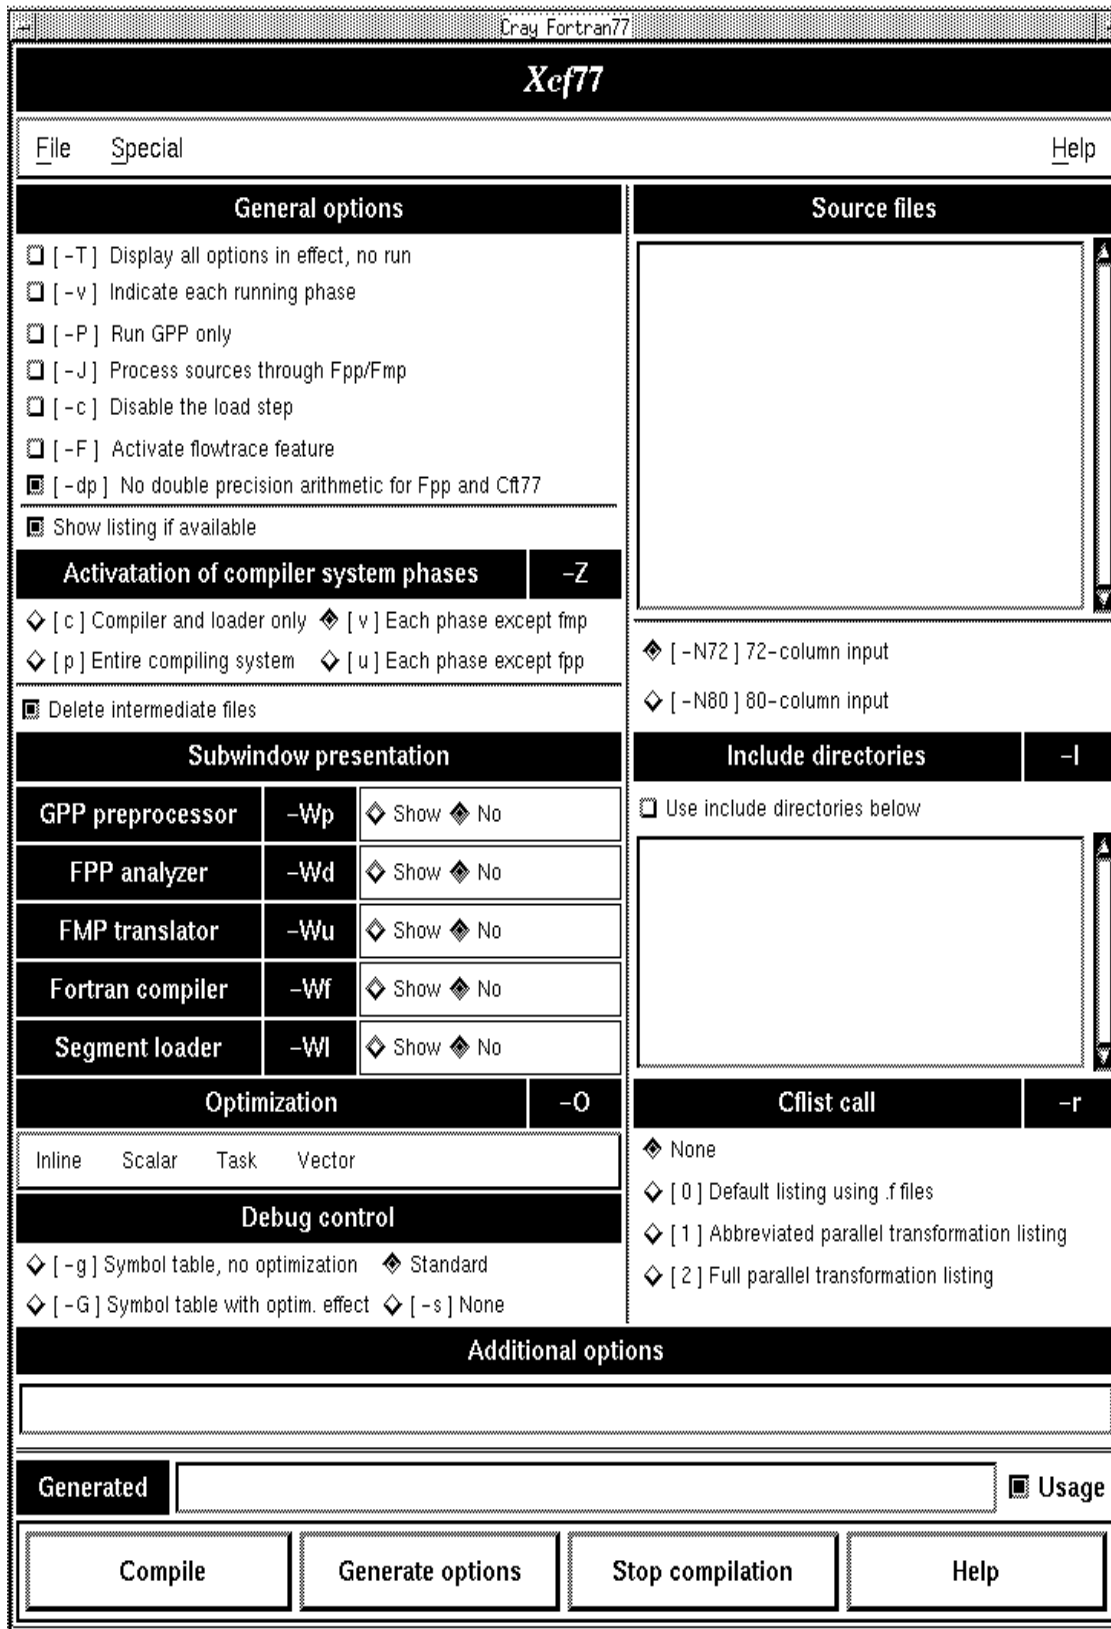 Cray Fortran77
Xcf77
File Special Help
General options
[ -T ] Display all options in effect, no run
[ -v ] Indicate each running phase
[ -P ] Run GPP only
[ -J ] Process sources through Fpp/Fmp
[ -c ] Disable the load step
[ -F ] Activate flowtrace feature
[ -dp ] No double precision arithmetic for Fpp and Cft77
Show listing if available
Activatation of compiler system phases -Z
[ c ] Compiler and loader only [ v ] Each phase except fmp
[ p ] Entire compiling system [ u ] Each phase except fpp
Delete intermediate files
Subwindow presentation
GPP preprocessor -Wp Show No
FPP analyzer -Wd Show No
FMP translator -Wu Show No
Fortran compiler -Wf Show No
Segment loader -Wl Show No
Optimization -O
Inline Scalar Task Vector
Debug control
[ -g ] Symbol table, no optimization Standard
[ -G ] Symbol table with optim. effect [ -s ] None
Source files
[ -N72 ] 72-column input
[ -N80 ] 80-column input
Include directories -I
Use include directories below
Cflist call -r
None
[ 0 ] Default listing using .f files
[ 1 ] Abbreviated parallel transformation listing
[ 2 ] Full parallel transformation listing
Additional options
Generated Usage
Compile Generate options Stop compilation Help